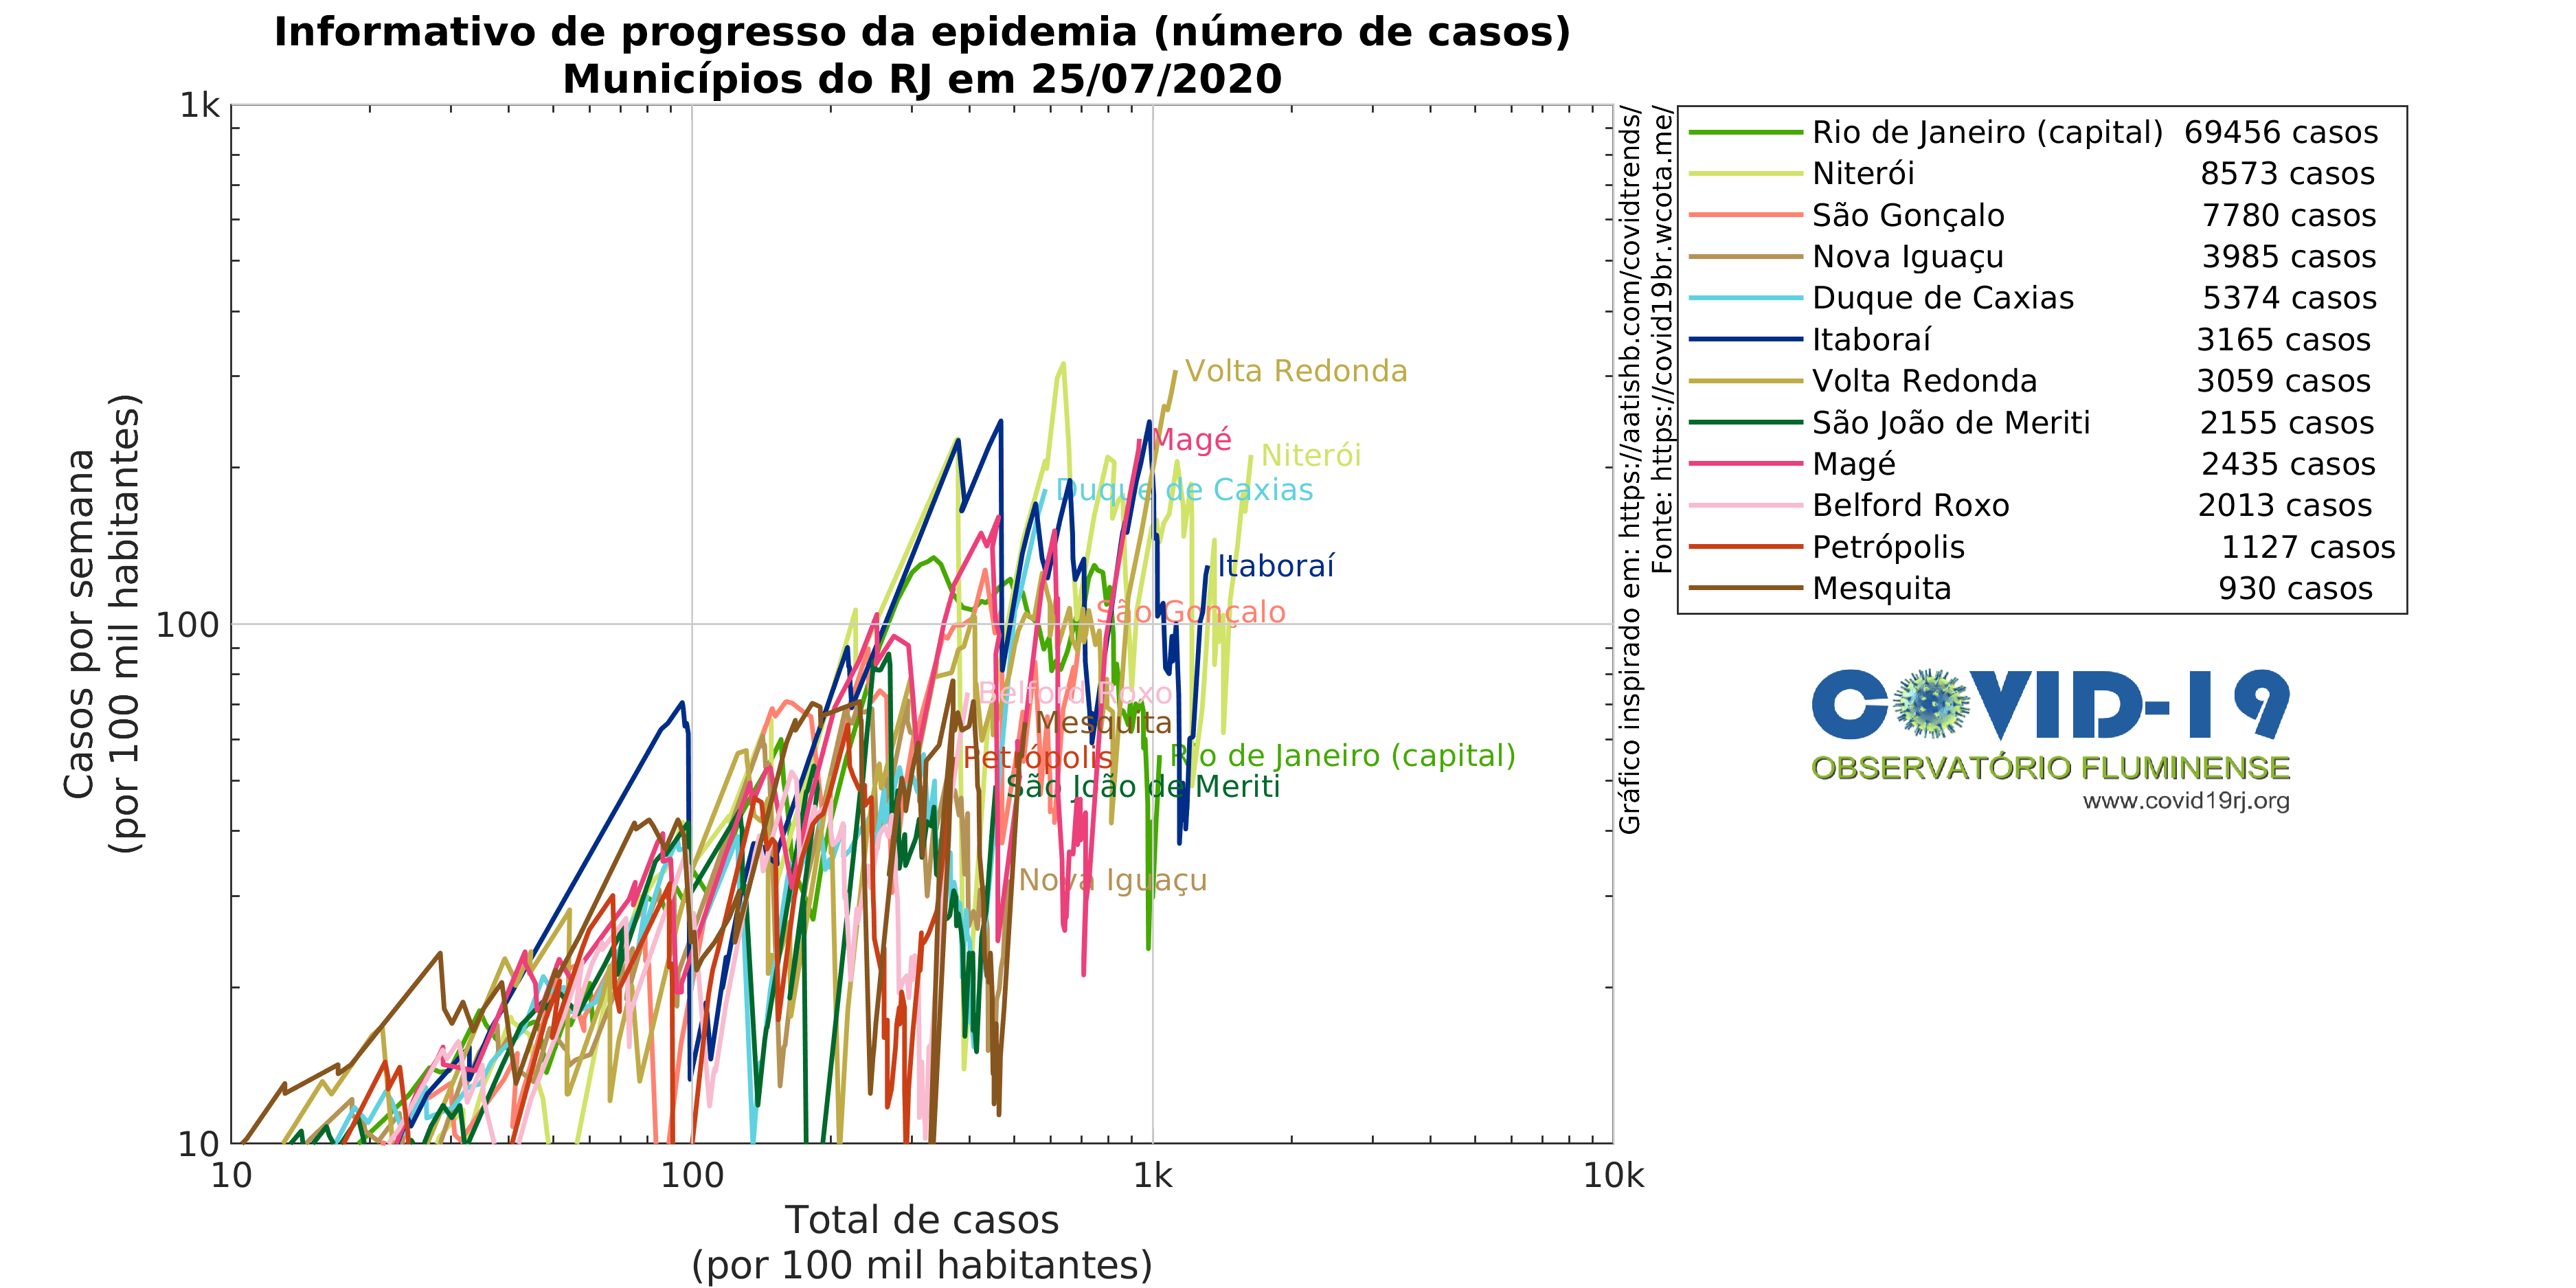 Informativo de progresso da epidemia (número de casos)
Municípios do RJ em 25/07/2020
1k
100
10
Casos por semana
(por 100 mil habitantes)
10
100
1k
10k
Total de casos
(por 100 mil habitantes)
Volta Redonda
Magé
Niterói
Duque de Caxias
Itaboraí
São Gonçalo
Belford Roxo
Mesquita
Petrópolis
Rio de Janeiro (capital)
São João de Meriti
Nova Iguaçu
Gráfico inspirado em: https://aatishb.com/covidtrends/
Fonte: https://covid19br.wcota.me/
Rio de Janeiro (capital) 69456 casos
Niterói 8573 casos
São Gonçalo 7780 casos
Nova Iguaçu 3985 casos
Duque de Caxias 5374 casos
Itaboraí 3165 casos
Volta Redonda 3059 casos
São João de Meriti 2155 casos
Magé 2435 casos
Belford Roxo 2013 casos
Petrópolis 1127 casos
Mesquita 930 casos
COVID-19
OBSERVATÓRIO FLUMINENSE
www.covid19rj.org